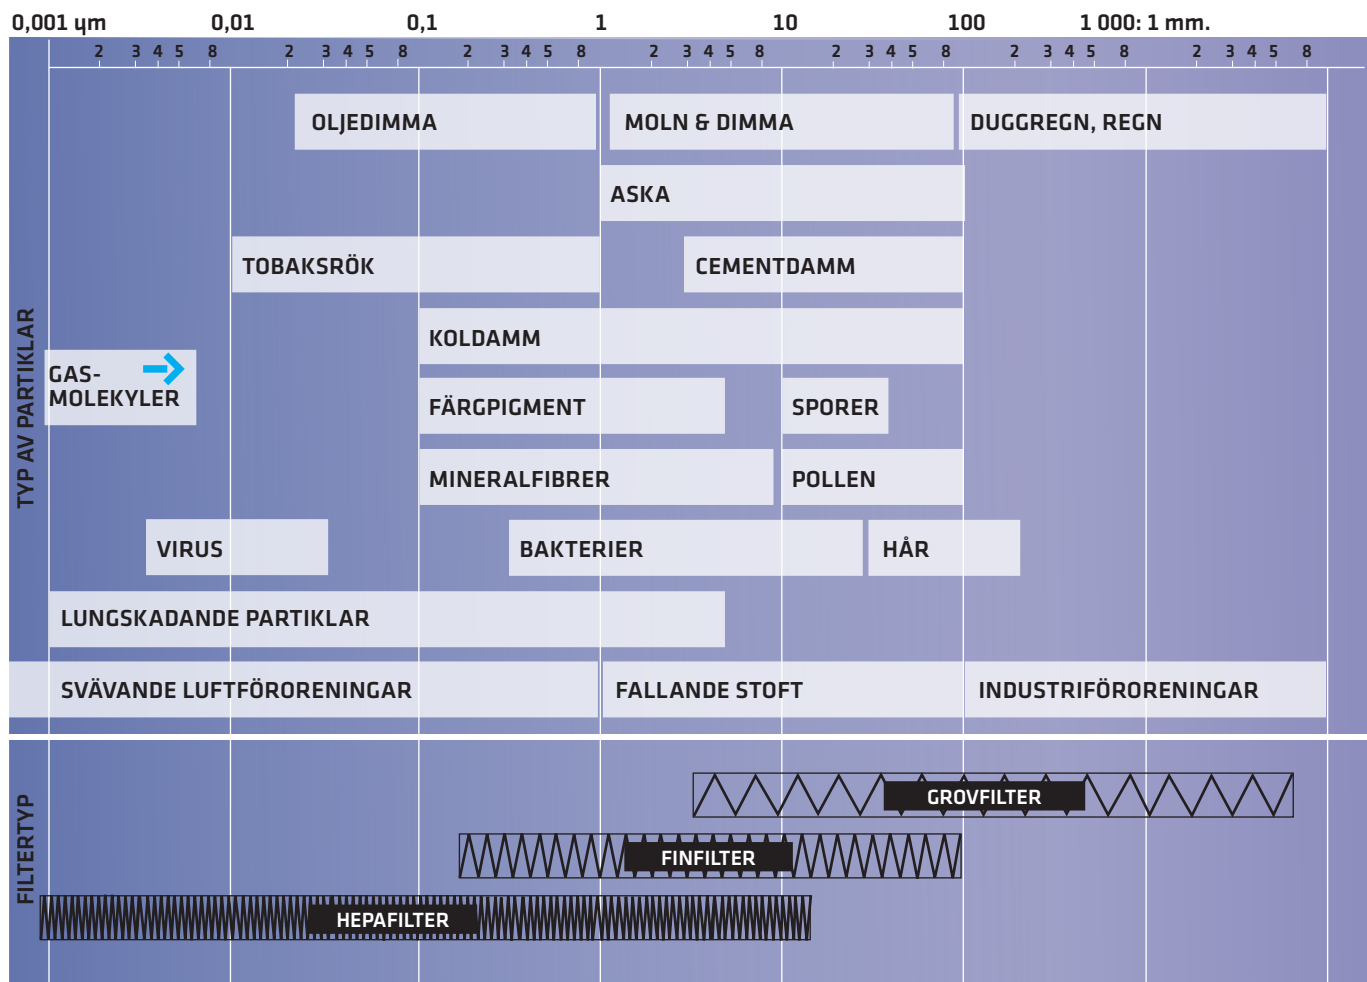 0,001 ɥm 0,01 0,1 1 10 100 1 000: 1 mm.
2 3 4 5 8 2 3 4 5 8 2 3 4 5 8 2 3 4 5 8 2 3 4 5 8 2 3 4 5 8 2 3 4 5 8
TYP AV PARTIKLAR
OLJEDIMMA MOLN & DIMMA DUGGREGN, REGN
ASKA
TOBAKSRÖK CEMENTDAMM
KOLDAMM
GAS-
MOLEKYLER
FÄRGPIGMENT SPORER
MINERALFIBRER POLLEN
VIRUS BAKTERIER HÅR
LUNGSKADANDE PARTIKLAR
SVÄVANDE LUFTFÖRORENINGAR FALLANDE STOFT INDUSTRIFÖRORENINGAR
FILTERTYP
GROVFILTER
FINFILTER
HEPAFILTER